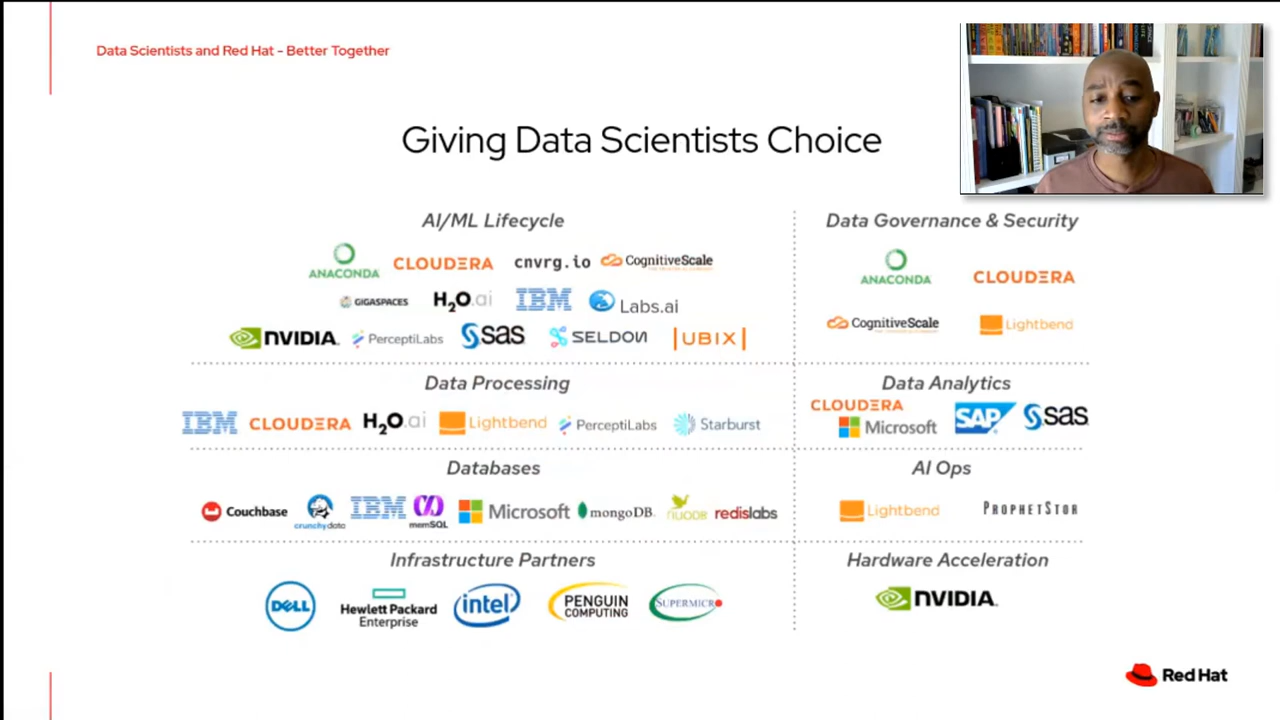 Data Scientists and Red Hat - Better Together
Giving Data Scientists Choice
AI/ML Lifecycle
ANACONDA CLOUDERA cnvrg.io CognitiveScale
GIGASPACES H2O.ai IBM Labs.ai
NVIDIA. PerceptiLabs sas SELDON |UBIX|
Data Governance & Security
ANACONDA CLOUDERA
CognitiveScale Lightbend
Data Processing
IBM CLOUDERA H2O.ai Lightbend PerceptiLabs Starburst
Data Analytics
CLOUDERA
Microsoft SAP sas
Databases
Couchbase crunchydata IBM memSQL Microsoft mongoDB. NUODB redislabs
AI Ops
Lightbend PROPHETSTOR
Infrastructure Partners
DELL Hewlett Packard
Enterprise intel PENGUIN
COMPUTING SUPERMICRO
Hardware Acceleration
NVIDIA.
Red Hat